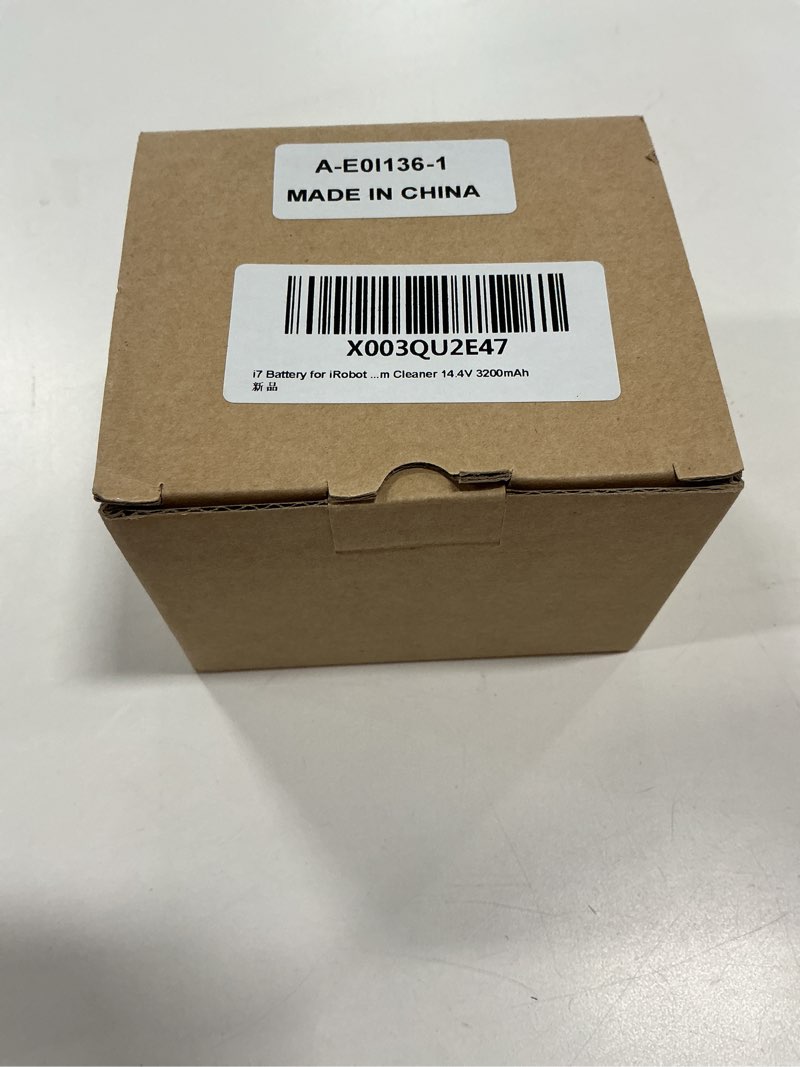 A-E0I136-1
MADE IN CHINA
X003QU2E47
i7 Battery for iRobot ...m Cleaner 14.4V 3200mAh
新品